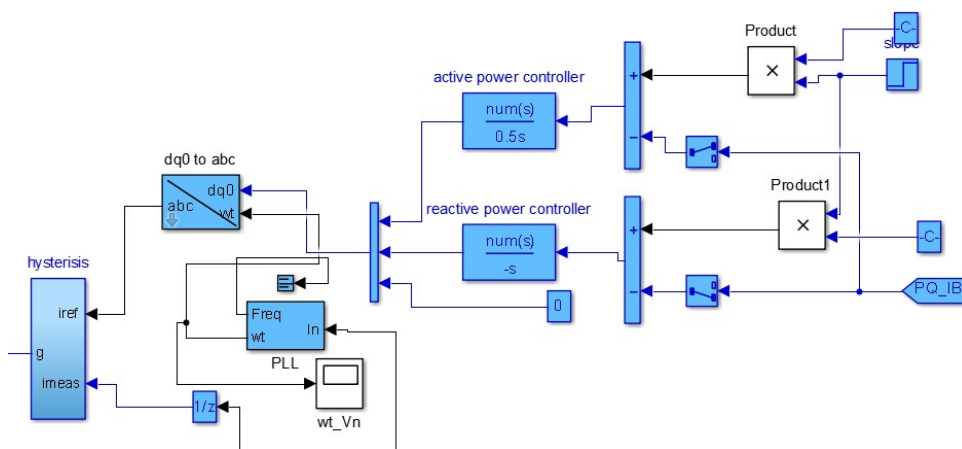 Product
-C-
slope
×
active power controller
num(s)
0.5s
+
−
dq0 to abc
dq0
abc
wt
Product1
×
reactive power controller
num(s)
-s
+
−
-C-
PQ_IB
hysterisis
iref
g
imeas
Freq
wt
In
PLL
0
1/z
wt_Vn